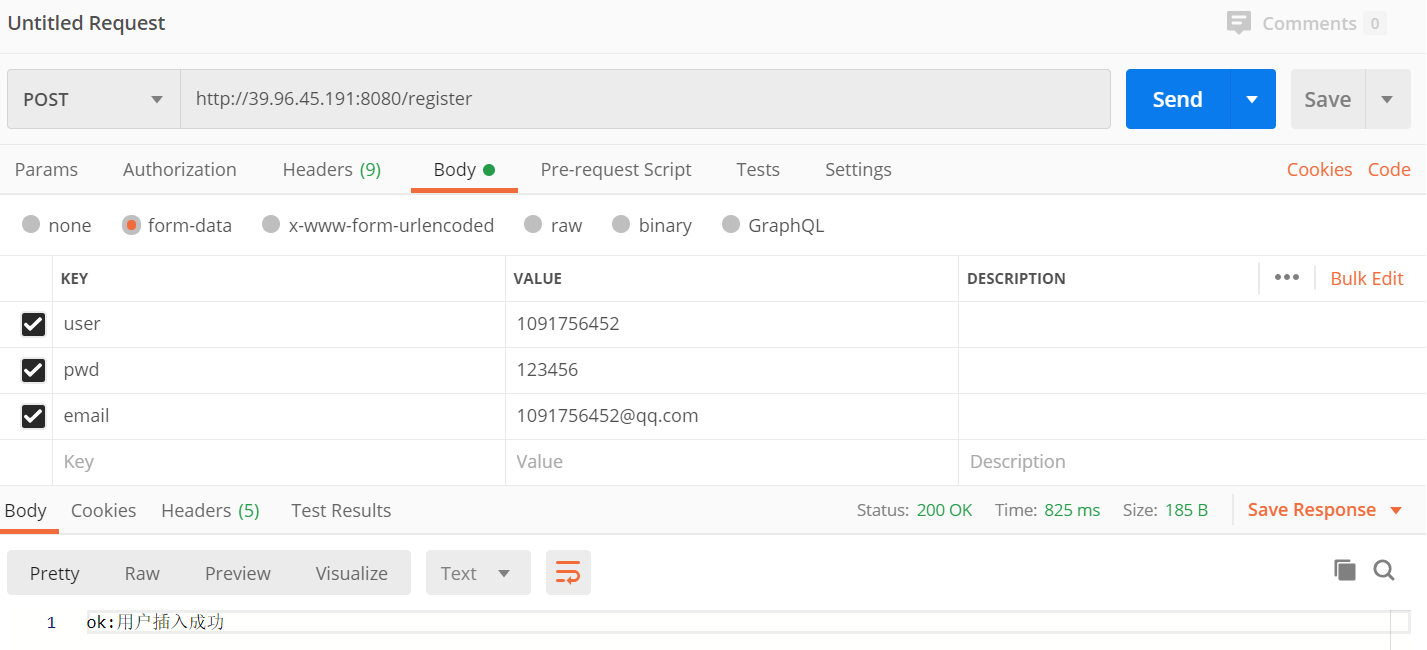 Untitled Request Comments 0
POST http://39.96.45.191:8080/register Send Save
Params Authorization Headers (9) Body Pre-request Script Tests Settings Cookies Code
none form-data x-www-form-urlencoded raw binary GraphQL
KEY VALUE DESCRIPTION ••• Bulk Edit
user 1091756452
pwd 123456
email 1091756452@qq.com
Key Value Description
Body Cookies Headers (5) Test Results Status: 200 OK Time: 825 ms Size: 185 B Save Response
Pretty Raw Preview Visualize Text
1 ok:用户插入成功